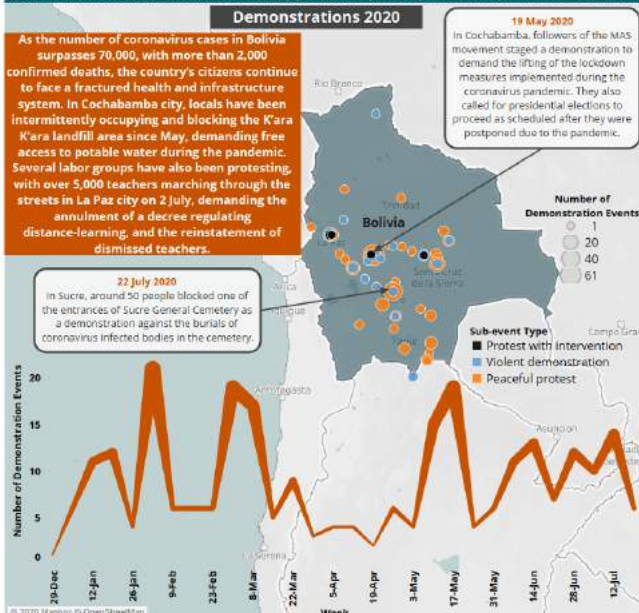 Demonstrations 2020
As the number of coronavirus cases in Bolivia
surpasses 70,000, with more than 2,000
confirmed deaths, the country's citizens continue
to face a fractured health and infrastructure
system. In Cochabamba city, locals have been
intermittently occupying and blocking the K'ara
K'ara landfill area since May, demanding free
access to potable water during the pandemic.
Several labor groups have also been protesting,
with over 5,000 teachers marching through the
streets in La Paz city on 2 July, demanding the
annulment of a decree regulating
distance-learning, and the reinstatement of
dismissed teachers.
19 May 2020
In Cochabamba, followers of the MAS
movement staged a demonstration to
demand the lifting of the lockdown
measures implemented during the
coronavirus pandemic. They also
called for presidential elections to
proceed as scheduled after they were
postponed due to the pandemic.
Rio Branco
Trinidad
Bolivia
Santa Cruz
de la Sierra
Number of
Demonstration Events
1
20
40
61
22 July 2020
In Sucre, around 50 people blocked one of
the entrances of Sucre General Cemetery as
a demonstration against the burials of
coronavirus infected bodies in the cemetery.
Arica
Iquique
Tarija
Sub-event Type
Protest with intervention
Violent demonstration
Peaceful protest
Campo Gran
Antofagasta
Asunción
La Serena
Number of Demonstration Events
20
15
10
5
0
29-Dec
12-Jan
26-Jan
9-Feb
23-Feb
8-Mar
22-Mar
5-Apr
19-Apr
3-May
17-May
31-May
14-Jun
28-Jun
12-Jul
Week
© 2020 Mapbox © OpenStreetMap